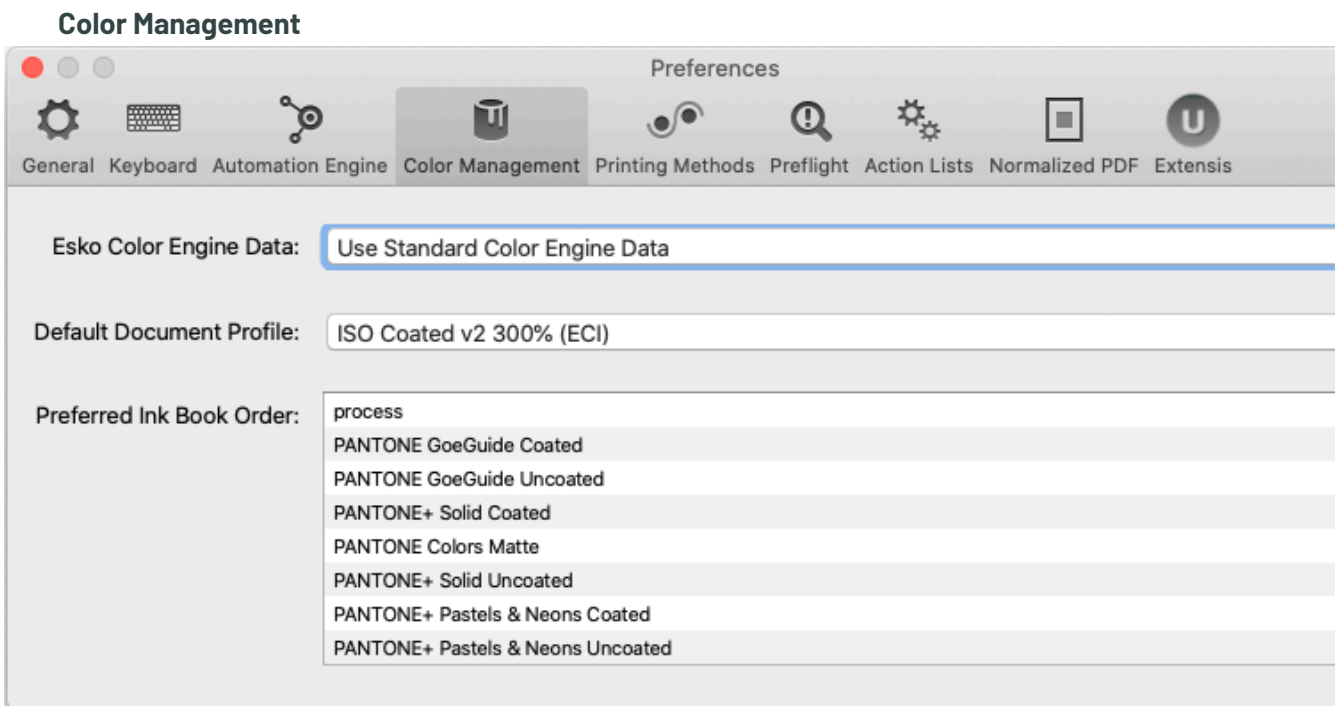 Color Management
Preferences
General Keyboard Automation Engine Color Management Printing Methods Preflight Action Lists Normalized PDF Extensis
Esko Color Engine Data: Use Standard Color Engine Data
Default Document Profile: ISO Coated v2 300% (ECI)
Preferred Ink Book Order: process
PANTONE GoeGuide Coated
PANTONE GoeGuide Uncoated
PANTONE+ Solid Coated
PANTONE Colors Matte
PANTONE+ Solid Uncoated
PANTONE+ Pastels & Neons Coated
PANTONE+ Pastels & Neons Uncoated